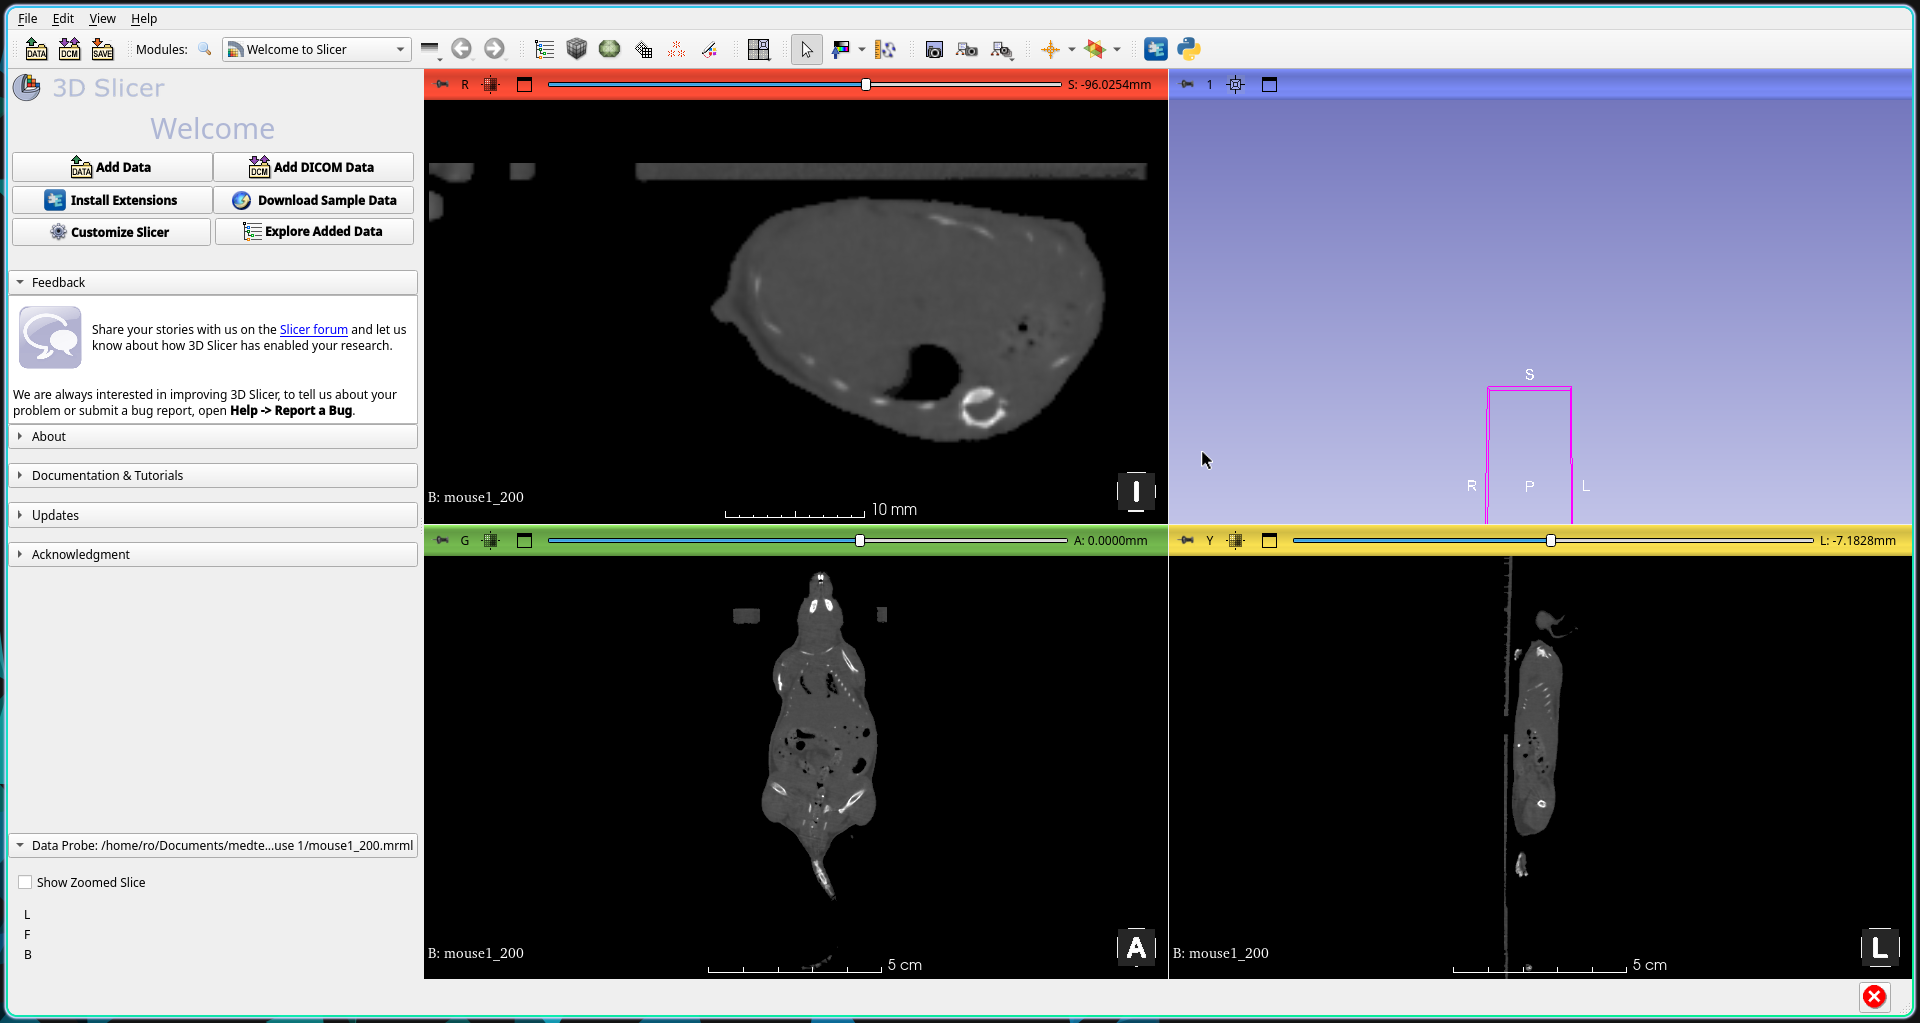 File Edit View Help
DATA DCM SAVE Modules: Welcome to Slicer
3D Slicer
Welcome
DATA Add Data DCM Add DICOM Data
Install Extensions Download Sample Data
Customize Slicer Explore Added Data
Feedback
Share your stories with us on the Slicer forum and let us
know about how 3D Slicer has enabled your research.
We are always interested in improving 3D Slicer, to tell us about your
problem or submit a bug report, open Help -> Report a Bug.
About
Documentation & Tutorials
Updates
Acknowledgment
Data Probe: /home/ro/Documents/medte...use 1/mouse1_200.mrml
Show Zoomed Slice
L
F
B
R S: -96.0254mm
B: mouse1_200
10 mm
I
1
S
R P L
G A: 0.0000mm
B: mouse1_200
5 cm
A
Y L: -7.1828mm
B: mouse1_200
5 cm
L